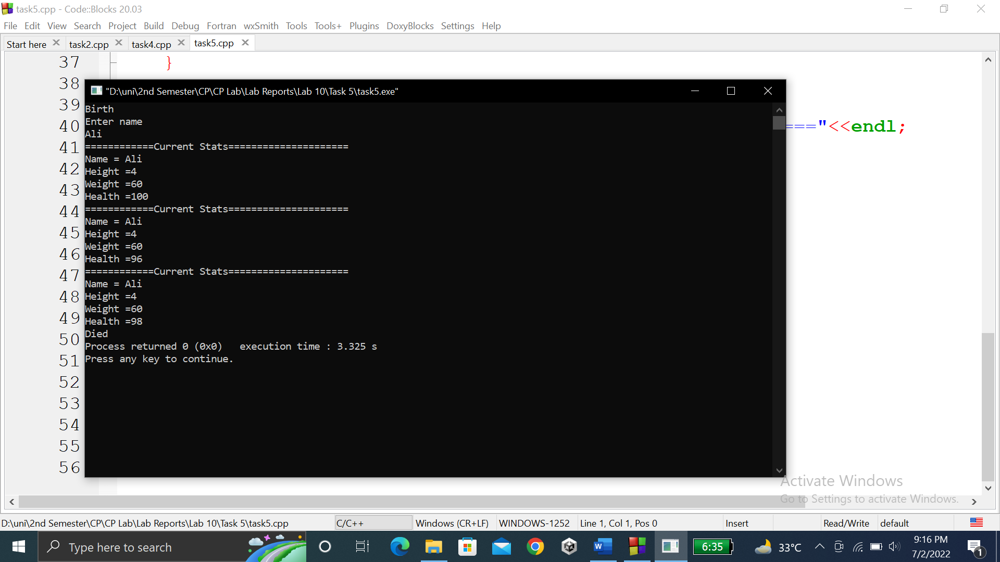 task5.cpp - Code::Blocks 20.03
File Edit View Search Project Build Debug Fortran wxSmith Tools Tools+ Plugins DoxyBlocks Settings Help
Start here task2.cpp task4.cpp task5.cpp
37 }
38
"D:\uni\2nd Semester\CP\CP Lab\Lab Reports\Lab 10\Task 5\task5.exe"
39
40 ==="<<endl;
41
42
43
44
45
46
47
48
49
50
51
52
53
54
55
56
Birth
Enter name
Ali
============Current Stats=====================
Name = Ali
Height =4
Weight =60
Health =100
============Current Stats=====================
Name = Ali
Height =4
Weight =60
Health =96
============Current Stats=====================
Name = Ali
Height =4
Weight =60
Health =98
Died
Process returned 0 (0x0)   execution time : 3.325 s
Press any key to continue.
Activate Windows
Go to Settings to activate Windows.
D:\uni\2nd Semester\CP\CP Lab\Lab Reports\Lab 10\Task 5\task5.cpp C/C++ Windows (CR+LF) WINDOWS-1252 Line 1, Col 1, Pos 0 Insert Read/Write default
Type here to search
W
6:35
33°C
9:16 PM
7/2/2022
1